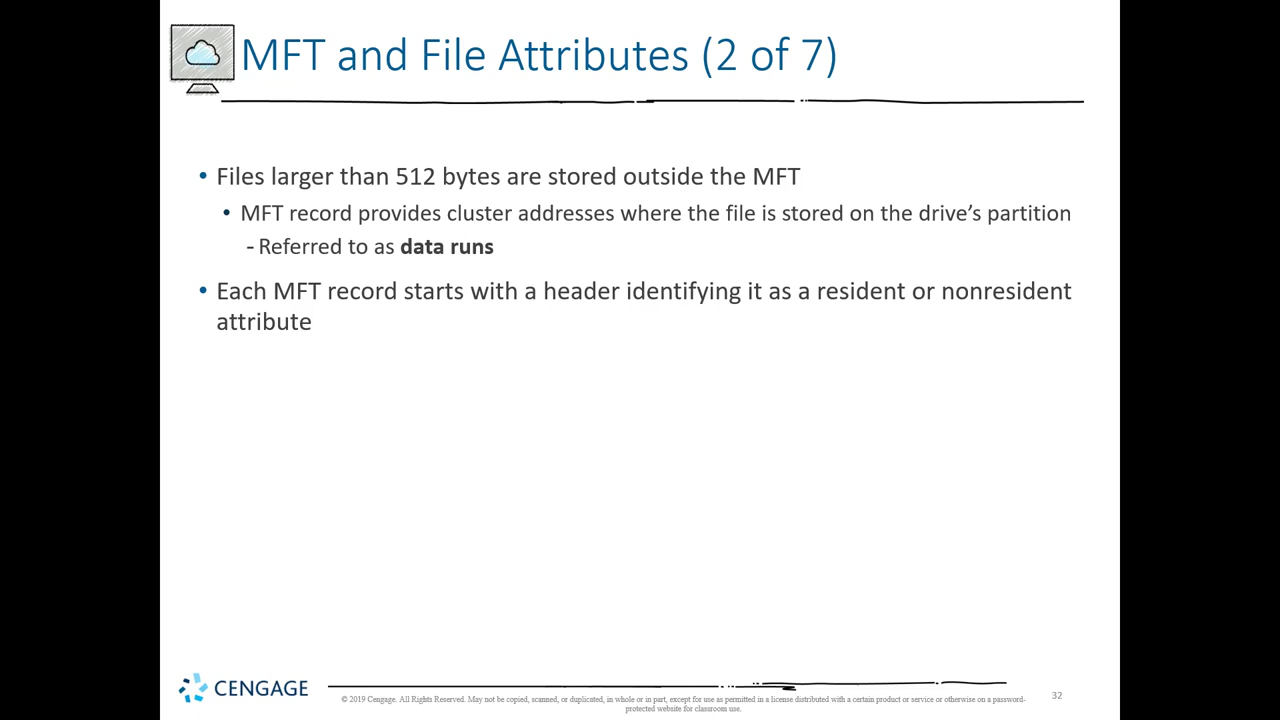 MFT and File Attributes (2 of 7)
• Files larger than 512 bytes are stored outside the MFT
• MFT record provides cluster addresses where the file is stored on the drive’s partition
- Referred to as data runs
• Each MFT record starts with a header identifying it as a resident or nonresident
attribute
CENGAGE
© 2019 Cengage. All Rights Reserved. May not be copied, scanned, or duplicated, in whole or in part, except for use as permitted in a license distributed with a certain product or service or otherwise on a password-
protected website for classroom use.
32